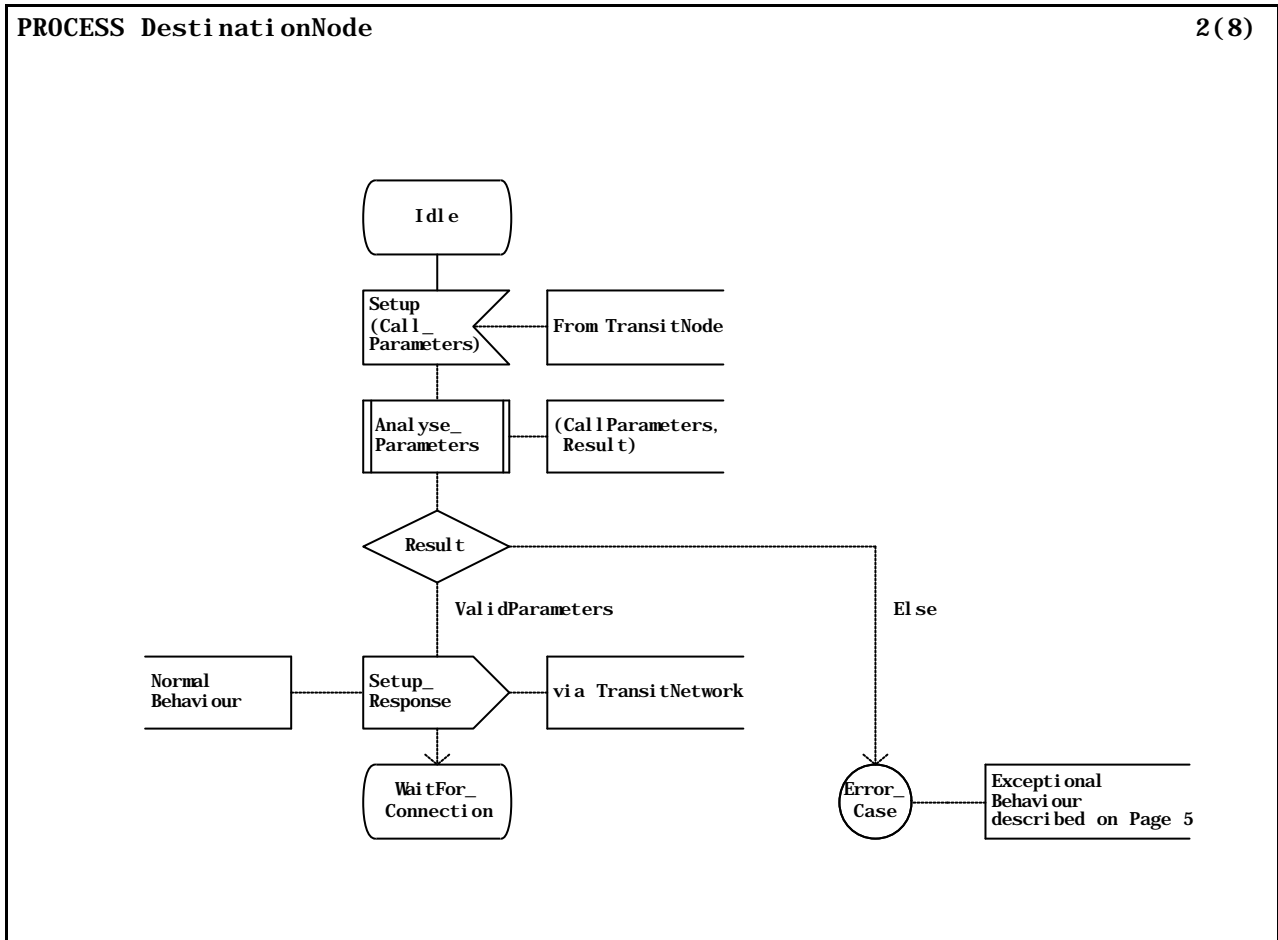 PROCESS DestinationNode
2(8)
Idle
Setup
(Call_
Parameters)
From TransitNode
Analyse_
Parameters
(CallParameters,
Result)
Result
ValidParameters
Else
Normal
Behaviour
Setup_
Response
via TransitNetwork
WaitFor_
Connection
Error_
Case
Exceptional
Behaviour
described on Page 5